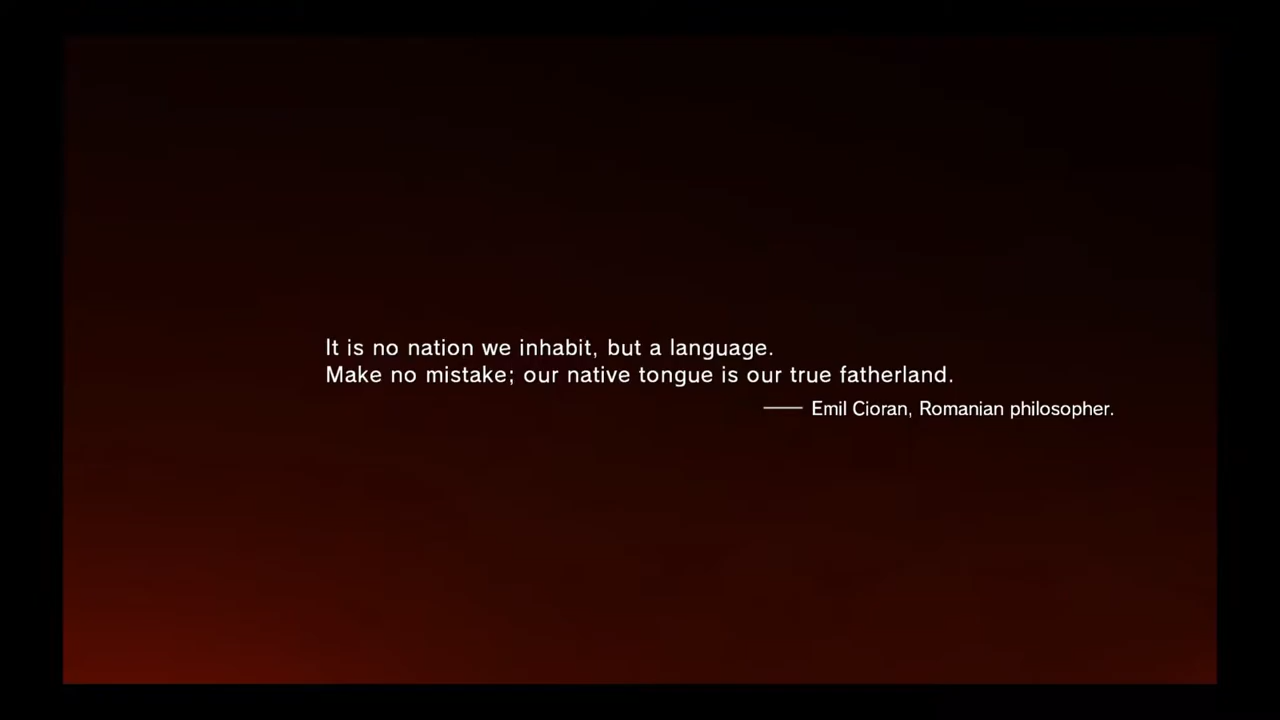 It is no nation we inhabit, but a language.
Make no mistake; our native tongue is our true fatherland.
—— Emil Cioran, Romanian philosopher.